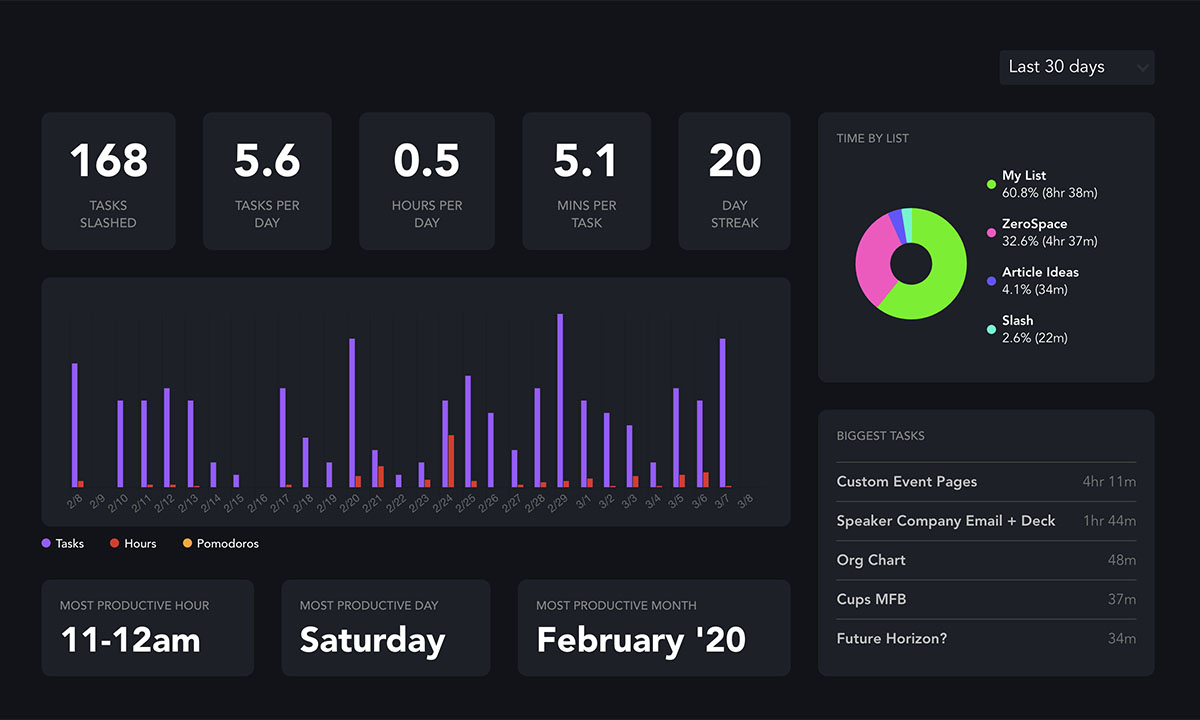 Last 30 days
168
TASKS
SLASHED
5.6
TASKS PER
DAY
0.5
HOURS PER
DAY
5.1
MINS PER
TASK
20
DAY
STREAK
TIME BY LIST
My List
60.8% (8hr 38m)
ZeroSpace
32.6% (4hr 37m)
Article Ideas
4.1% (34m)
Slash
2.6% (22m)
2/8 2/9 2/10 2/11 2/12 2/13 2/14 2/15 2/16 2/17 2/18 2/19 2/20 2/21 2/22 2/23 2/24 2/25 2/26 2/27 2/28 2/29 3/1 3/2 3/3 3/4 3/5 3/6 3/7 3/8
Tasks Hours Pomodoros
BIGGEST TASKS
Custom Event Pages 4hr 11m
Speaker Company Email + Deck 1hr 44m
Org Chart 48m
Cups MFB 37m
Future Horizon? 34m
MOST PRODUCTIVE HOUR
11-12am
MOST PRODUCTIVE DAY
Saturday
MOST PRODUCTIVE MONTH
February '20